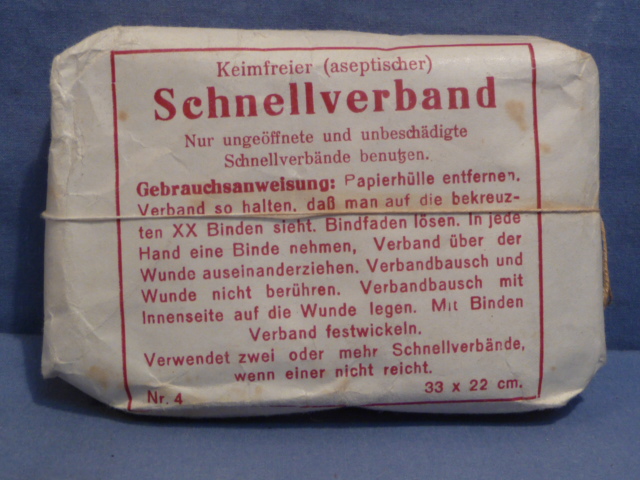 Keimfreier (aseptischer)
Schnellverband
Nur ungeöffnete und unbeschädigte
Schnellverbände benutzen.
Gebrauchsanweisung: Papierhülle entfernen.
Verband so halten, daß man auf die bekreuz-
ten XX Binden sieht. Bindfaden lösen. In jede
Hand eine Binde nehmen, Verband über der
Wunde auseinanderziehen. Verbandbausch und
Wunde nicht berühren. Verbandbausch mit
Innenseite auf die Wunde legen. Mit Binden
Verband festwickeln.
Verwendet zwei oder mehr Schnellverbände,
wenn einer nicht reicht.
Nr. 4 33 x 22 cm.